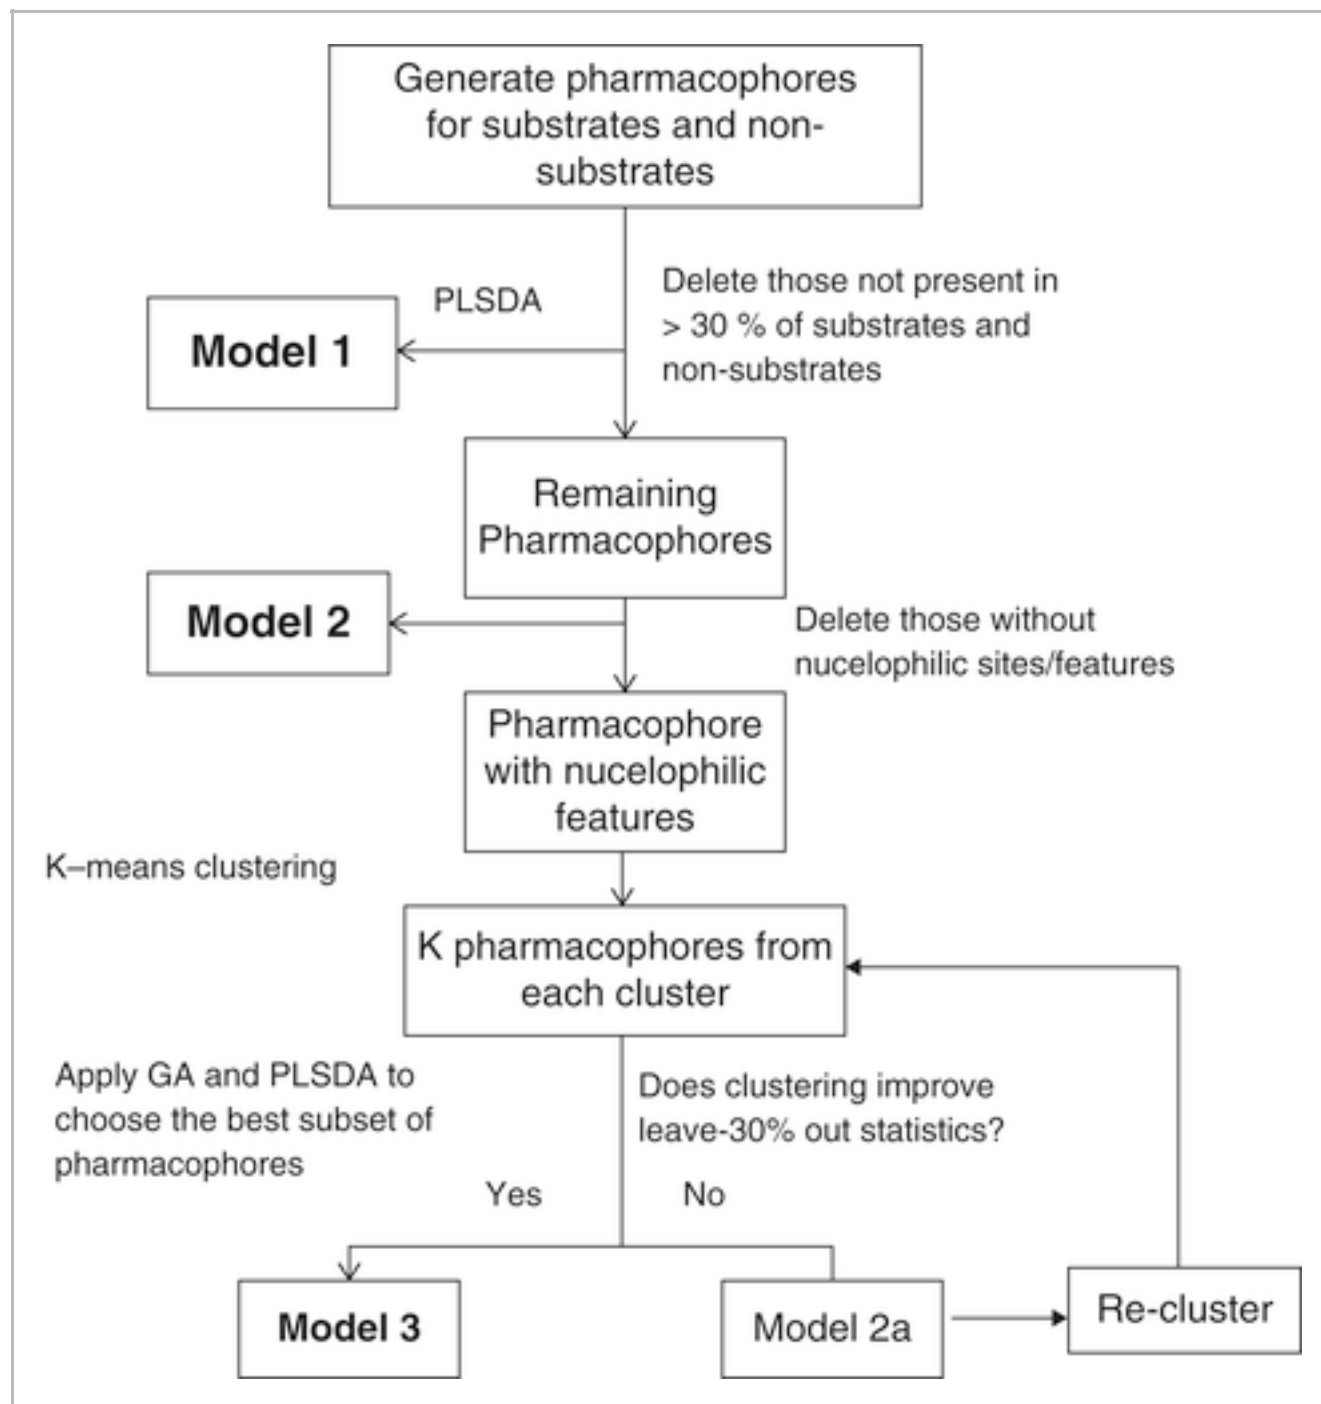 Generate pharmacophores
for substrates and non-
substrates
PLSDA
Delete those not present in
> 30 % of substrates and
non-substrates
Model 1
Remaining
Pharmacophores
Model 2
Delete those without
nucelophilic sites/features
Pharmacophore
with nucelophilic
features
K–means clustering
K pharmacophores from
each cluster
Apply GA and PLSDA to
choose the best subset of
pharmacophores
Does clustering improve
leave-30% out statistics?
Yes
No
Model 3
Model 2a
Re-cluster